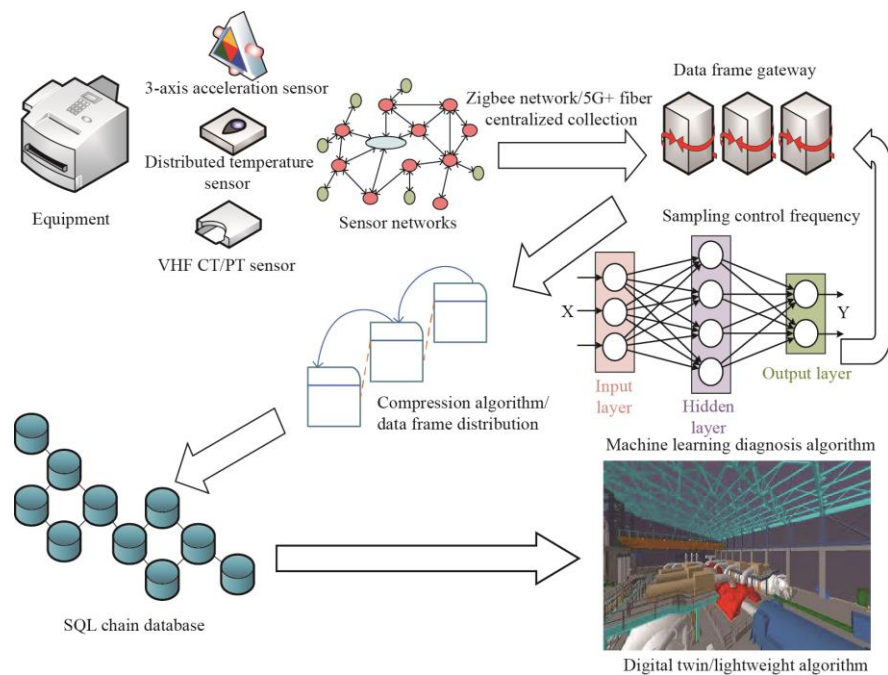 3-axis acceleration sensor
Distributed temperature
sensor
VHF CT/PT sensor
Equipment
Sensor networks
Zigbee network/5G+ fiber
centralized collection
Data frame gateway
Sampling control frequency
X
Y
Input
layer
Hidden
layer
Output layer
Machine learning diagnosis algorithm
Compression algorithm/
data frame distribution
SQL chain database
Digital twin/lightweight algorithm